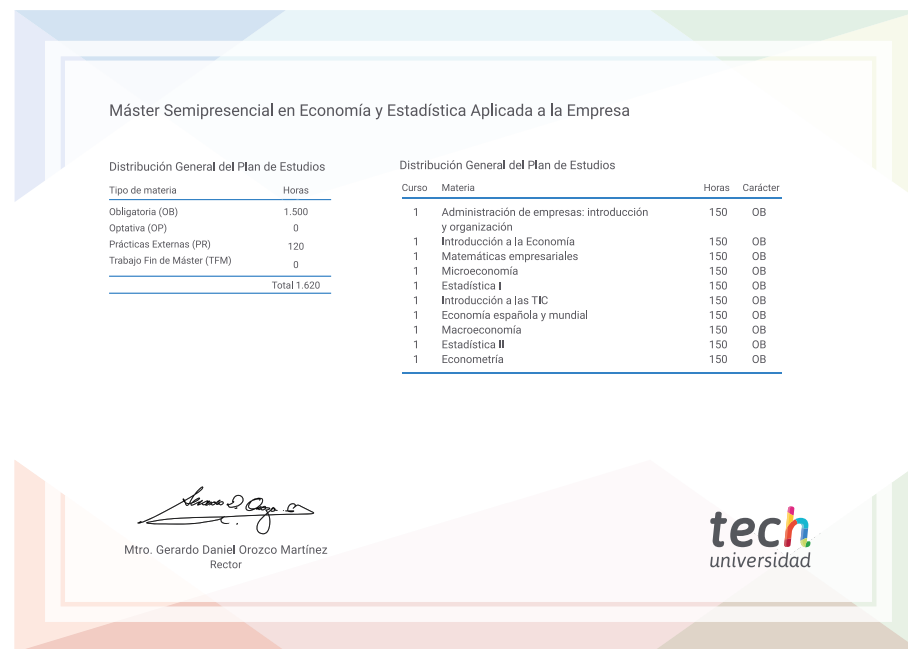 Máster Semipresencial en Economía y Estadística Aplicada a la Empresa
Distribución General del Plan de Estudios
Tipo de materia Horas
Obligatoria (OB) 1.500
Optativa (OP) 0
Prácticas Externas (PR) 120
Trabajo Fin de Máster (TFM) 0
Total 1.620
Distribución General del Plan de Estudios
Curso Materia Horas Carácter
1 Administración de empresas: introducción 150 OB
y organización
1 Introducción a la Economía 150 OB
1 Matemáticas empresariales 150 OB
1 Microeconomía 150 OB
1 Estadística I 150 OB
1 Introducción a las TIC 150 OB
1 Economía española y mundial 150 OB
1 Macroeconomía 150 OB
1 Estadística II 150 OB
1 Econometría 150 OB
Mtro. Gerardo Daniel Orozco Martínez
Rector
tech
universidad